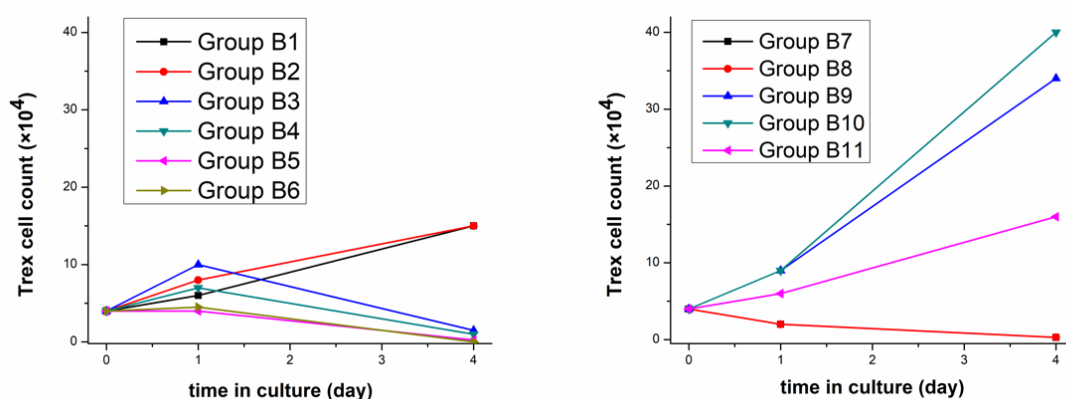 40
30
20
10
0
Trex cell count (×10⁴)
Group B1
Group B2
Group B3
Group B4
Group B5
Group B6
0 1 2 3 4
time in culture (day)
40
30
20
10
0
Trex cell count (×10⁴)
Group B7
Group B8
Group B9
Group B10
Group B11
0 1 2 3 4
time in culture (day)